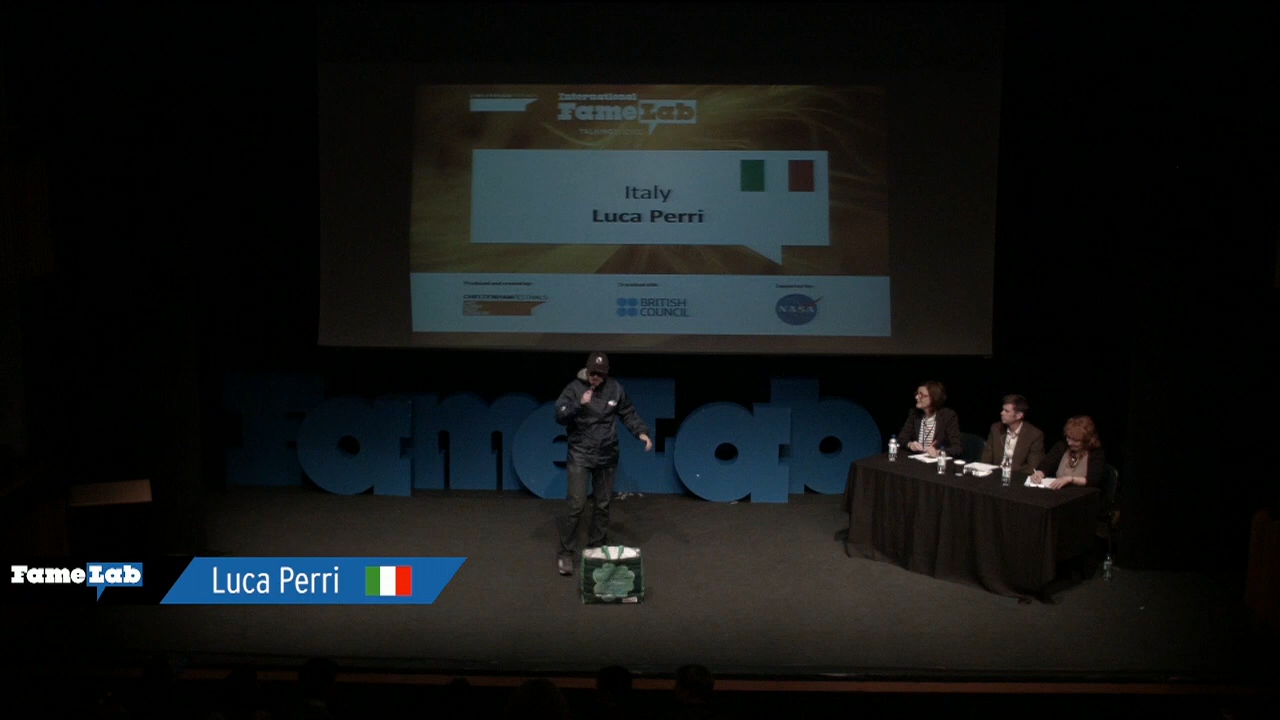 International
FameLab
Italy
Luca Perri
BRITISH
COUNCIL
NASA
FameLab
FameLab
Luca Perri